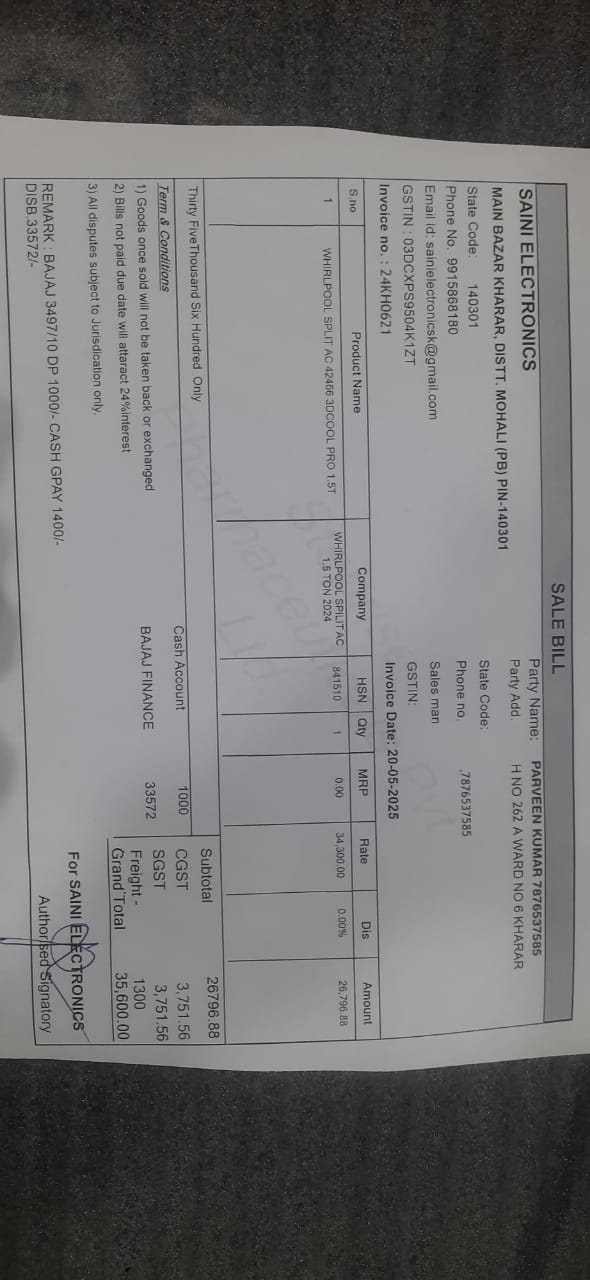 SALE BILL
SAINI ELECTRONICS
MAIN BAZAR KHARAR, DISTT. MOHALI (PB) PIN-140301
State Code: 140301
Phone No. 9915868180
Email id: sainielectronicsk@gmail.com
GSTIN : 03DCXPS9504K1ZT
Invoice no. : 24KH0621
Party Name: PARVEEN KUMAR 7876537585
Party Add. H NO 262 A WARD NO 6 KHARAR
State Code:
Phone no. ,7876537585
Sales man
GSTIN:
Invoice Date: 20-05-2025
S.no Product Name Company HSN Qty MRP Rate Dis Amount
1 WHIRLPOOL SPLIT AC 42466 3DCOOL PRO 1.5T WHIRLPOOL SPILIT AC 841510 1 0.00 34,300.00 0.00% 26,796.88
1.5 TON 2024
Thirty FiveThousand Six Hundred Only
Cash Account 1000
BAJAJ FINANCE 33572
Subtotal 26796.88
CGST 3,751.56
SGST 3,751.56
Freight - 1300
Grand Total 35,600.00
Term & Conditions
1) Goods once sold will not be taken back or exchanged
2) Bills not paid due date will attaract 24%interest
3) All disputes subject to Jurisdication only.
For SAINI ELECTRONICS
Authorised Signatory
REMARK : BAJAJ 3497/10 DP 1000/- CASH GPAY 1400/-
DISB.33572/-